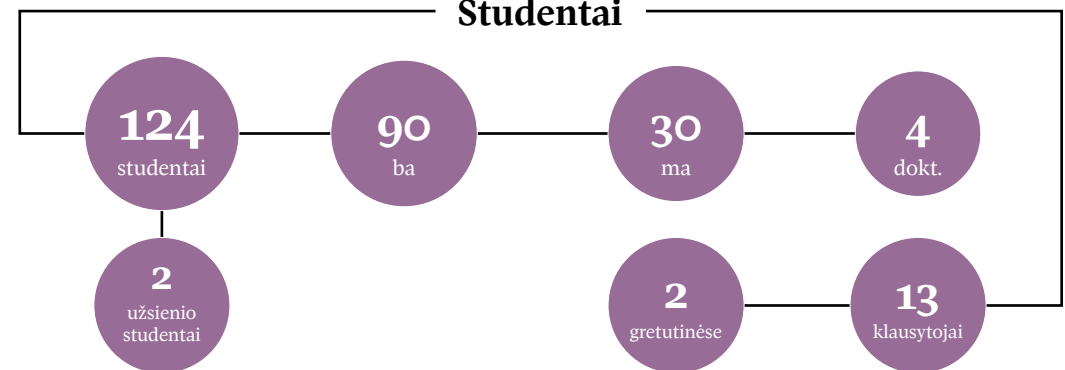 Studentai
124
studentai
90
ba
30
ma
4
dokt.
2
užsienio
studentai
2
gretutinėse
13
klausytojai